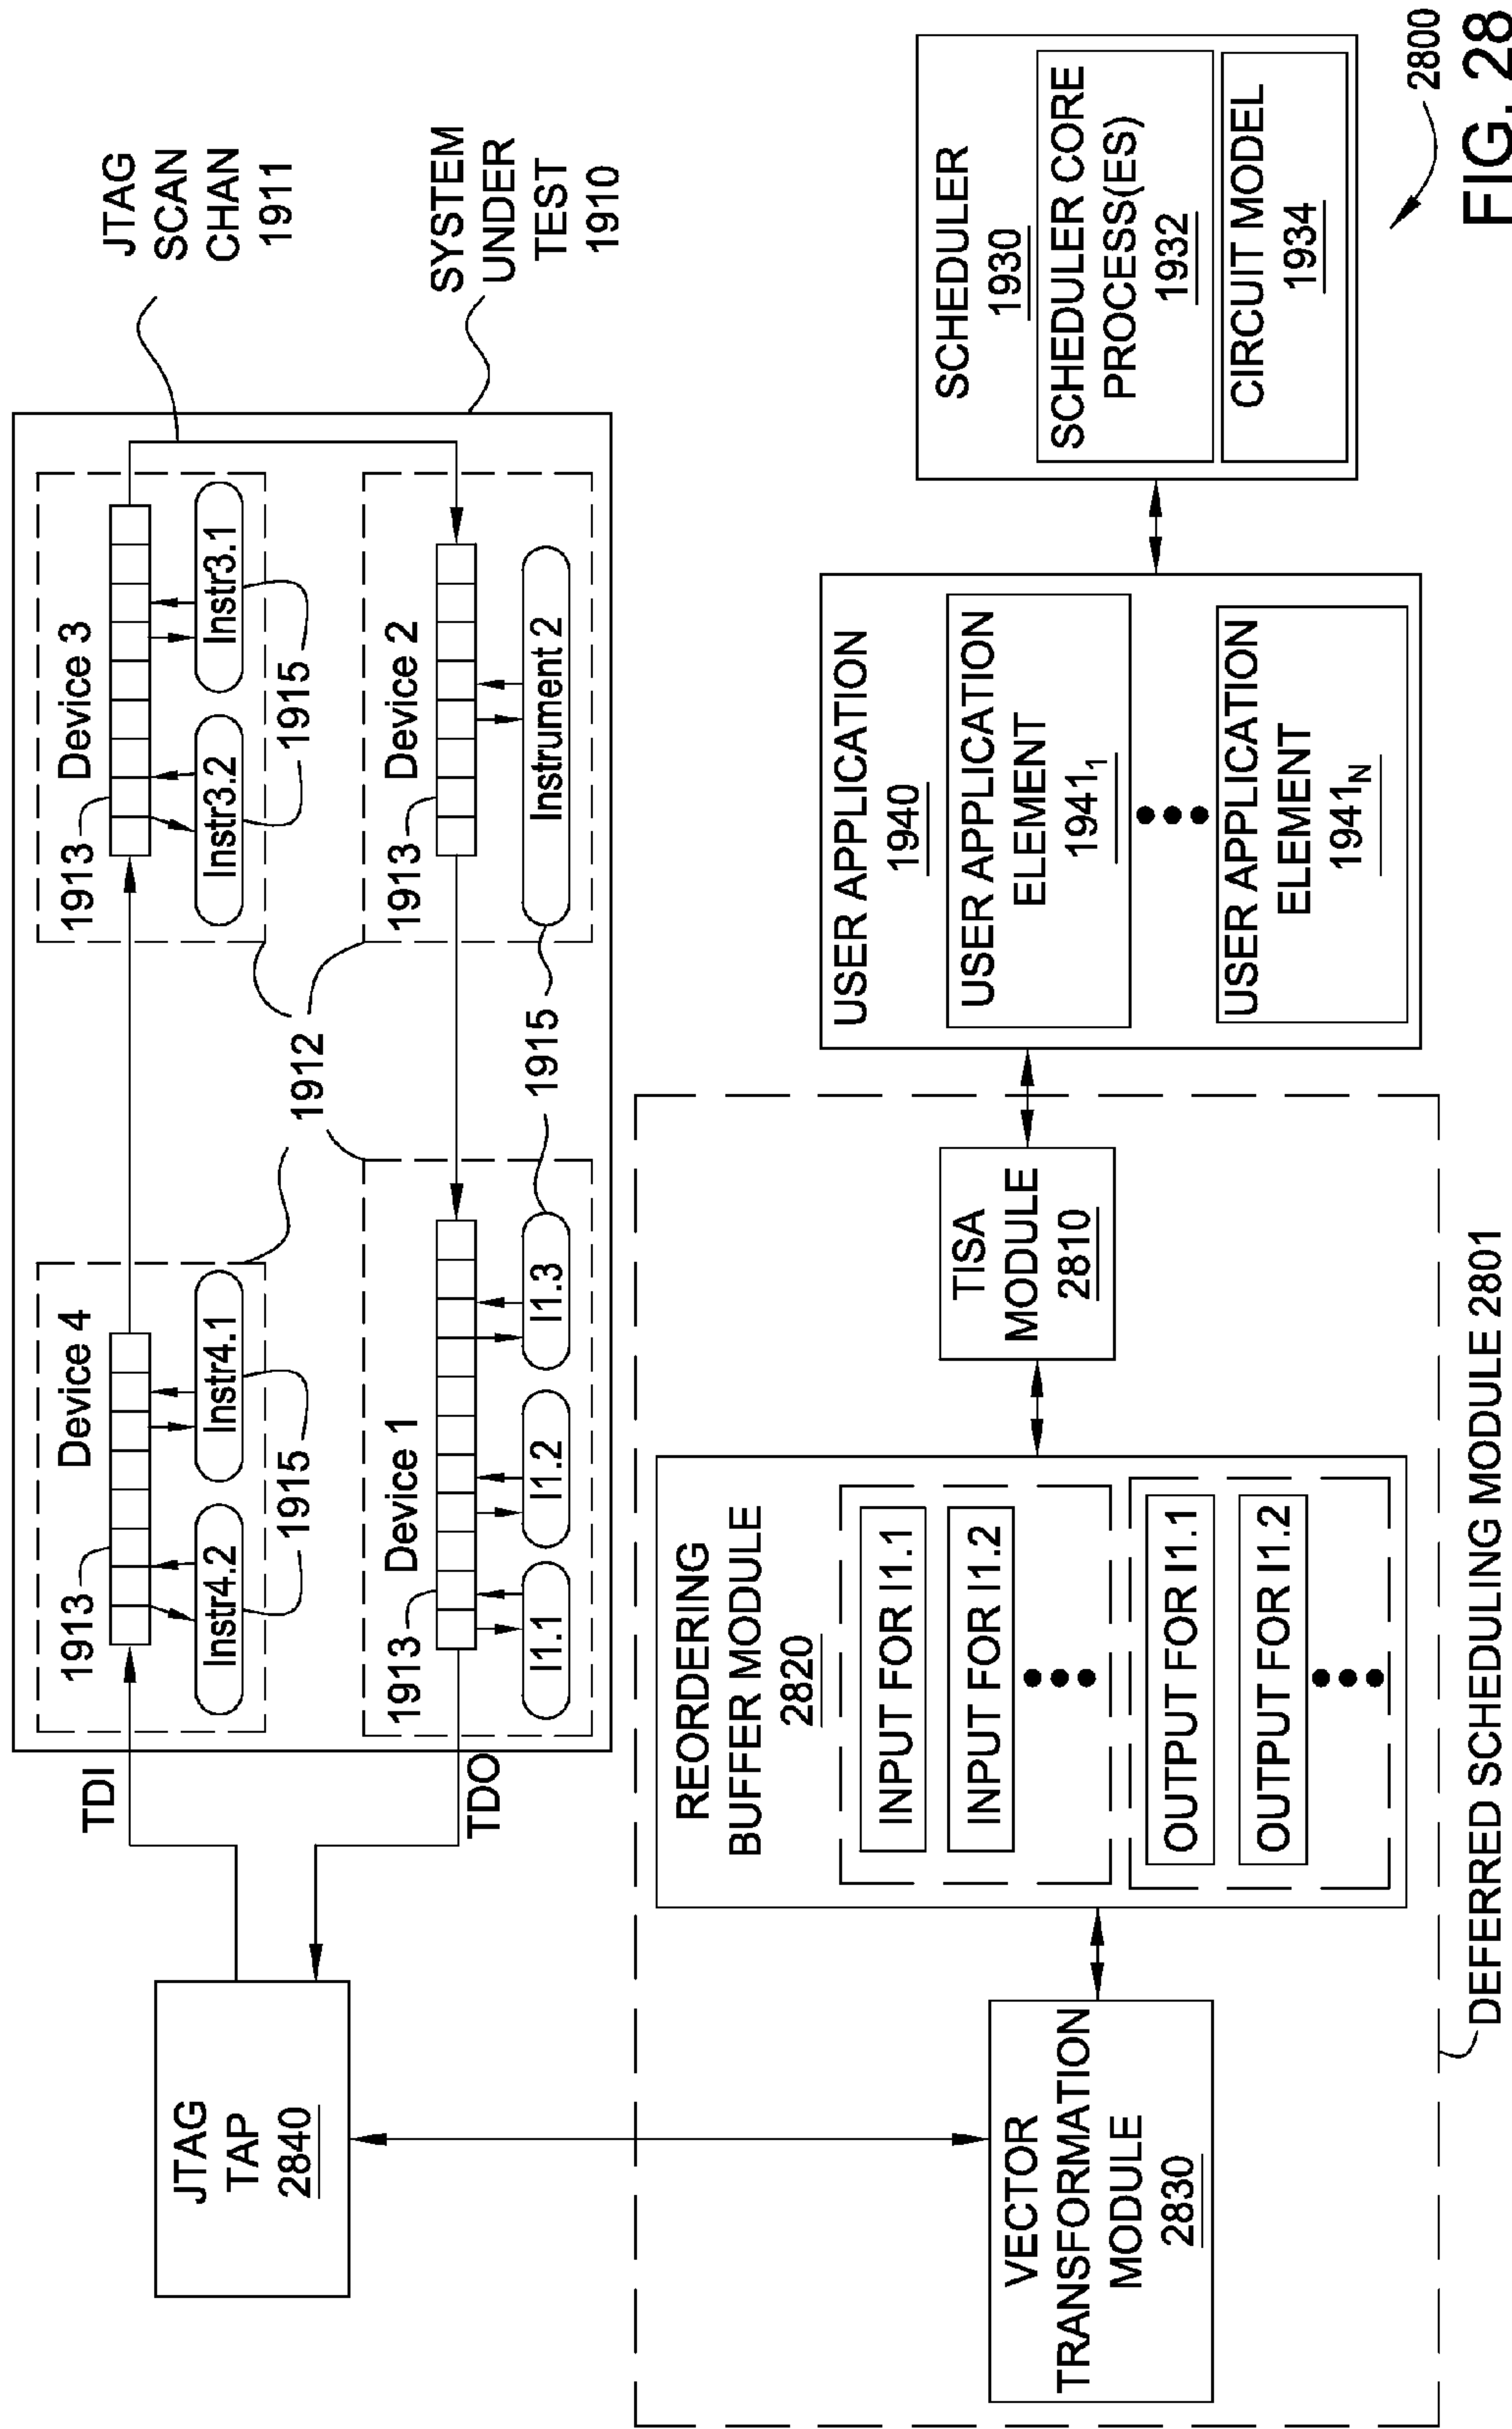 JTAG
TAP
2840
TDI
TDO
Device 4
1913
Instr4.2
Instr4.1
1915
Device 3
1913
Instr3.2
Instr3.1
1915
1912
Device 1
1913
I1.1
I1.2
I1.3
1915
Device 2
1913
Instrument 2
JTAG
SCAN
CHAN
1911
SYSTEM
UNDER
TEST
1910
VECTOR
TRANSFORMATION
MODULE
2830
REORDERING
BUFFER MODULE
2820
INPUT FOR I1.1
INPUT FOR I1.2
OUTPUT FOR I1.1
OUTPUT FOR I1.2
TISA
MODULE
2810
DEFERRED SCHEDULING MODULE 2801
USER APPLICATION
1940
USER APPLICATION
ELEMENT
1941₁
USER APPLICATION
ELEMENT
1941N
SCHEDULER
1930
SCHEDULER CORE
PROCESS(ES)
1932
CIRCUIT MODEL
1934
2800
FIG. 28